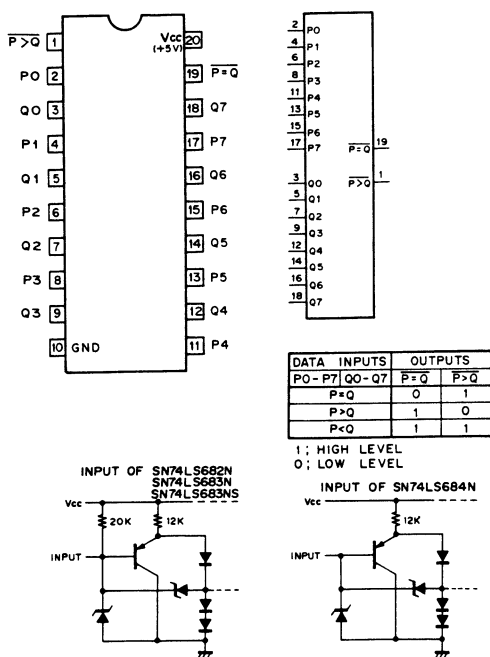 P>Q 1
Vcc 20
(+5V)
P0 2
19 P=Q
Q0 3
18 Q7
P1 4
17 P7
Q1 5
16 Q6
P2 6
15 P6
Q2 7
14 Q5
P3 8
13 P5
Q3 9
12 Q4
10 GND
11 P4
2 P0
4 P1
6 P2
8 P3
11 P4
13 P5
15 P6
17 P7
P=Q 19
3 Q0
P>Q 1
5 Q1
7 Q2
9 Q3
12 Q4
14 Q5
16 Q6
18 Q7
DATA INPUTS OUTPUTS
P0-P7 Q0-Q7 P=Q P>Q
P=Q 0 1
P>Q 1 0
P<Q 1 1
1; HIGH LEVEL
0; LOW LEVEL
INPUT OF SN74LS682N
SN74LS683N
SN74LS683NS
Vcc
20K
12K
INPUT
INPUT OF SN74LS684N
Vcc
12K
INPUT